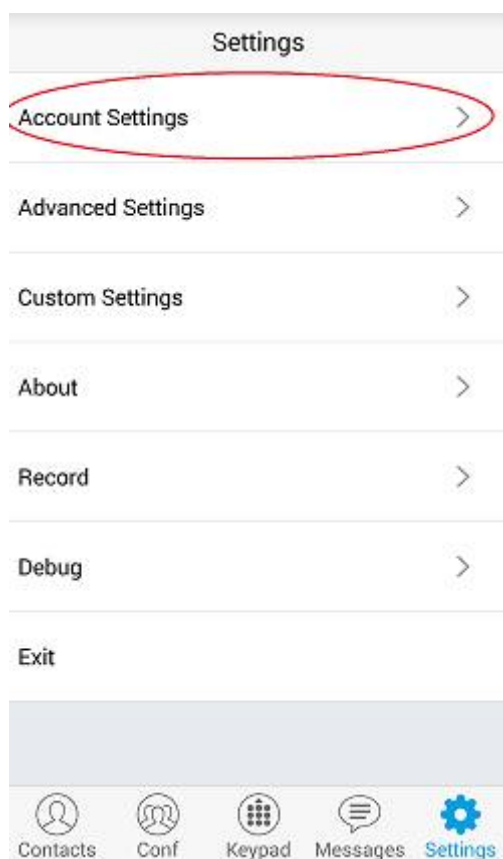 Settings
Account Settings
Advanced Settings
Custom Settings
About
Record
Debug
Exit
Contacts Conf Keypad Messages Settings